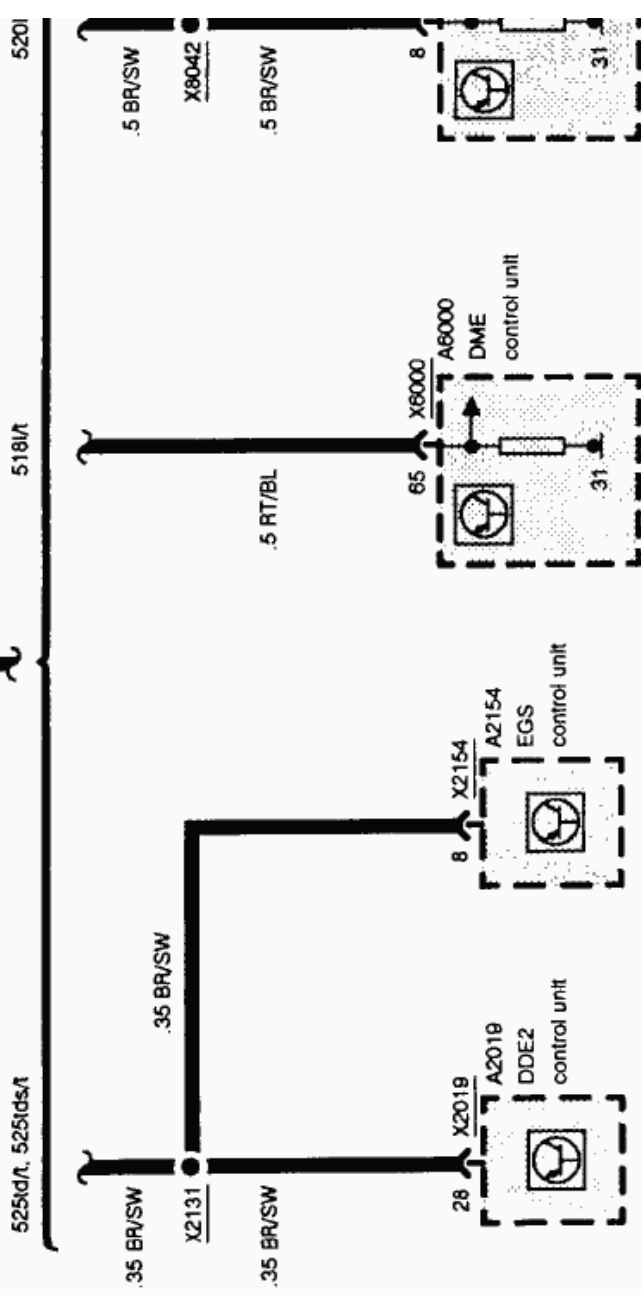 525td/t, 525tds/t
518i/t
520i
.35 BR/SW
X2131
.35 BR/SW
.35 BR/SW
28
X2019
A2019
DDE2
control unit
8
X2154
A2154
EGS
control unit
.5 RT/BL
65
X6000
A6000
DME
control unit
31
.5 BR/SW
X8042
.5 BR/SW
8
31